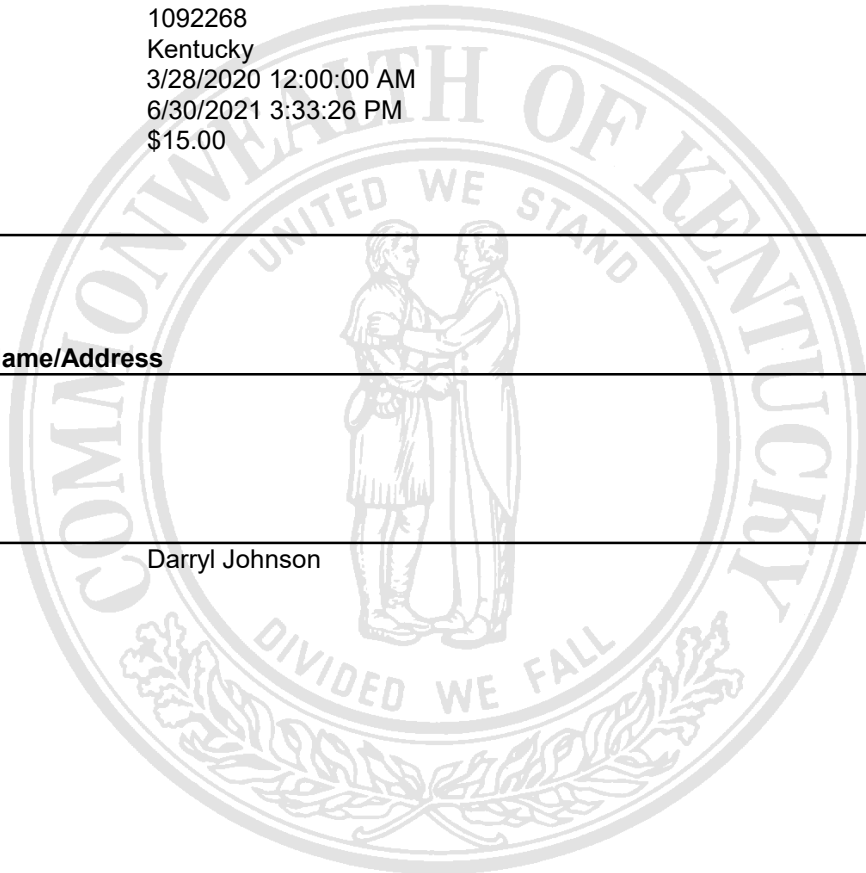 1092268
Kentucky
3/28/2020 12:00:00 AM
6/30/2021 3:33:26 PM
$15.00
COMMONWEALTH OF KENTUCKY
UNITED WE STAND
ame/Address
Darryl Johnson
DIVIDED WE FALL